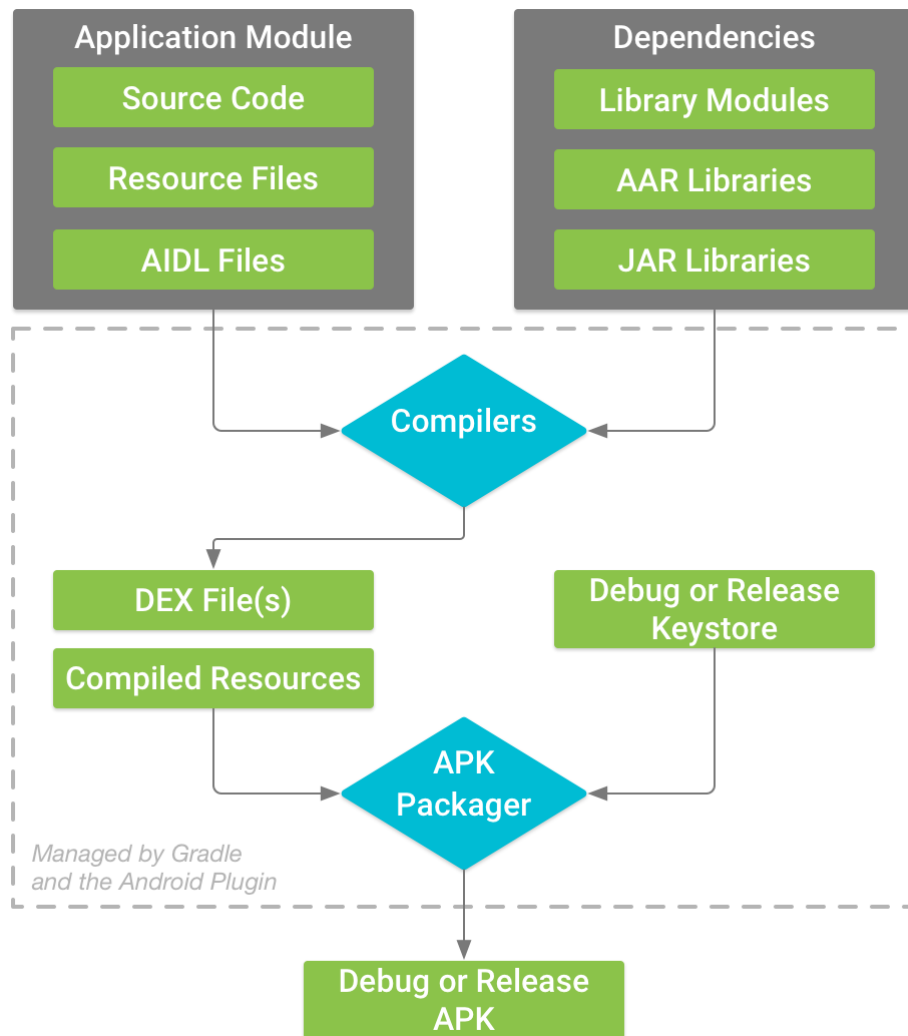 Application Module
Source Code
Resource Files
AIDL Files
Dependencies
Library Modules
AAR Libraries
JAR Libraries
Compilers
DEX File(s)
Compiled Resources
Debug or Release
Keystore
APK
Packager
Managed by Gradle
and the Android Plugin
Debug or Release
APK